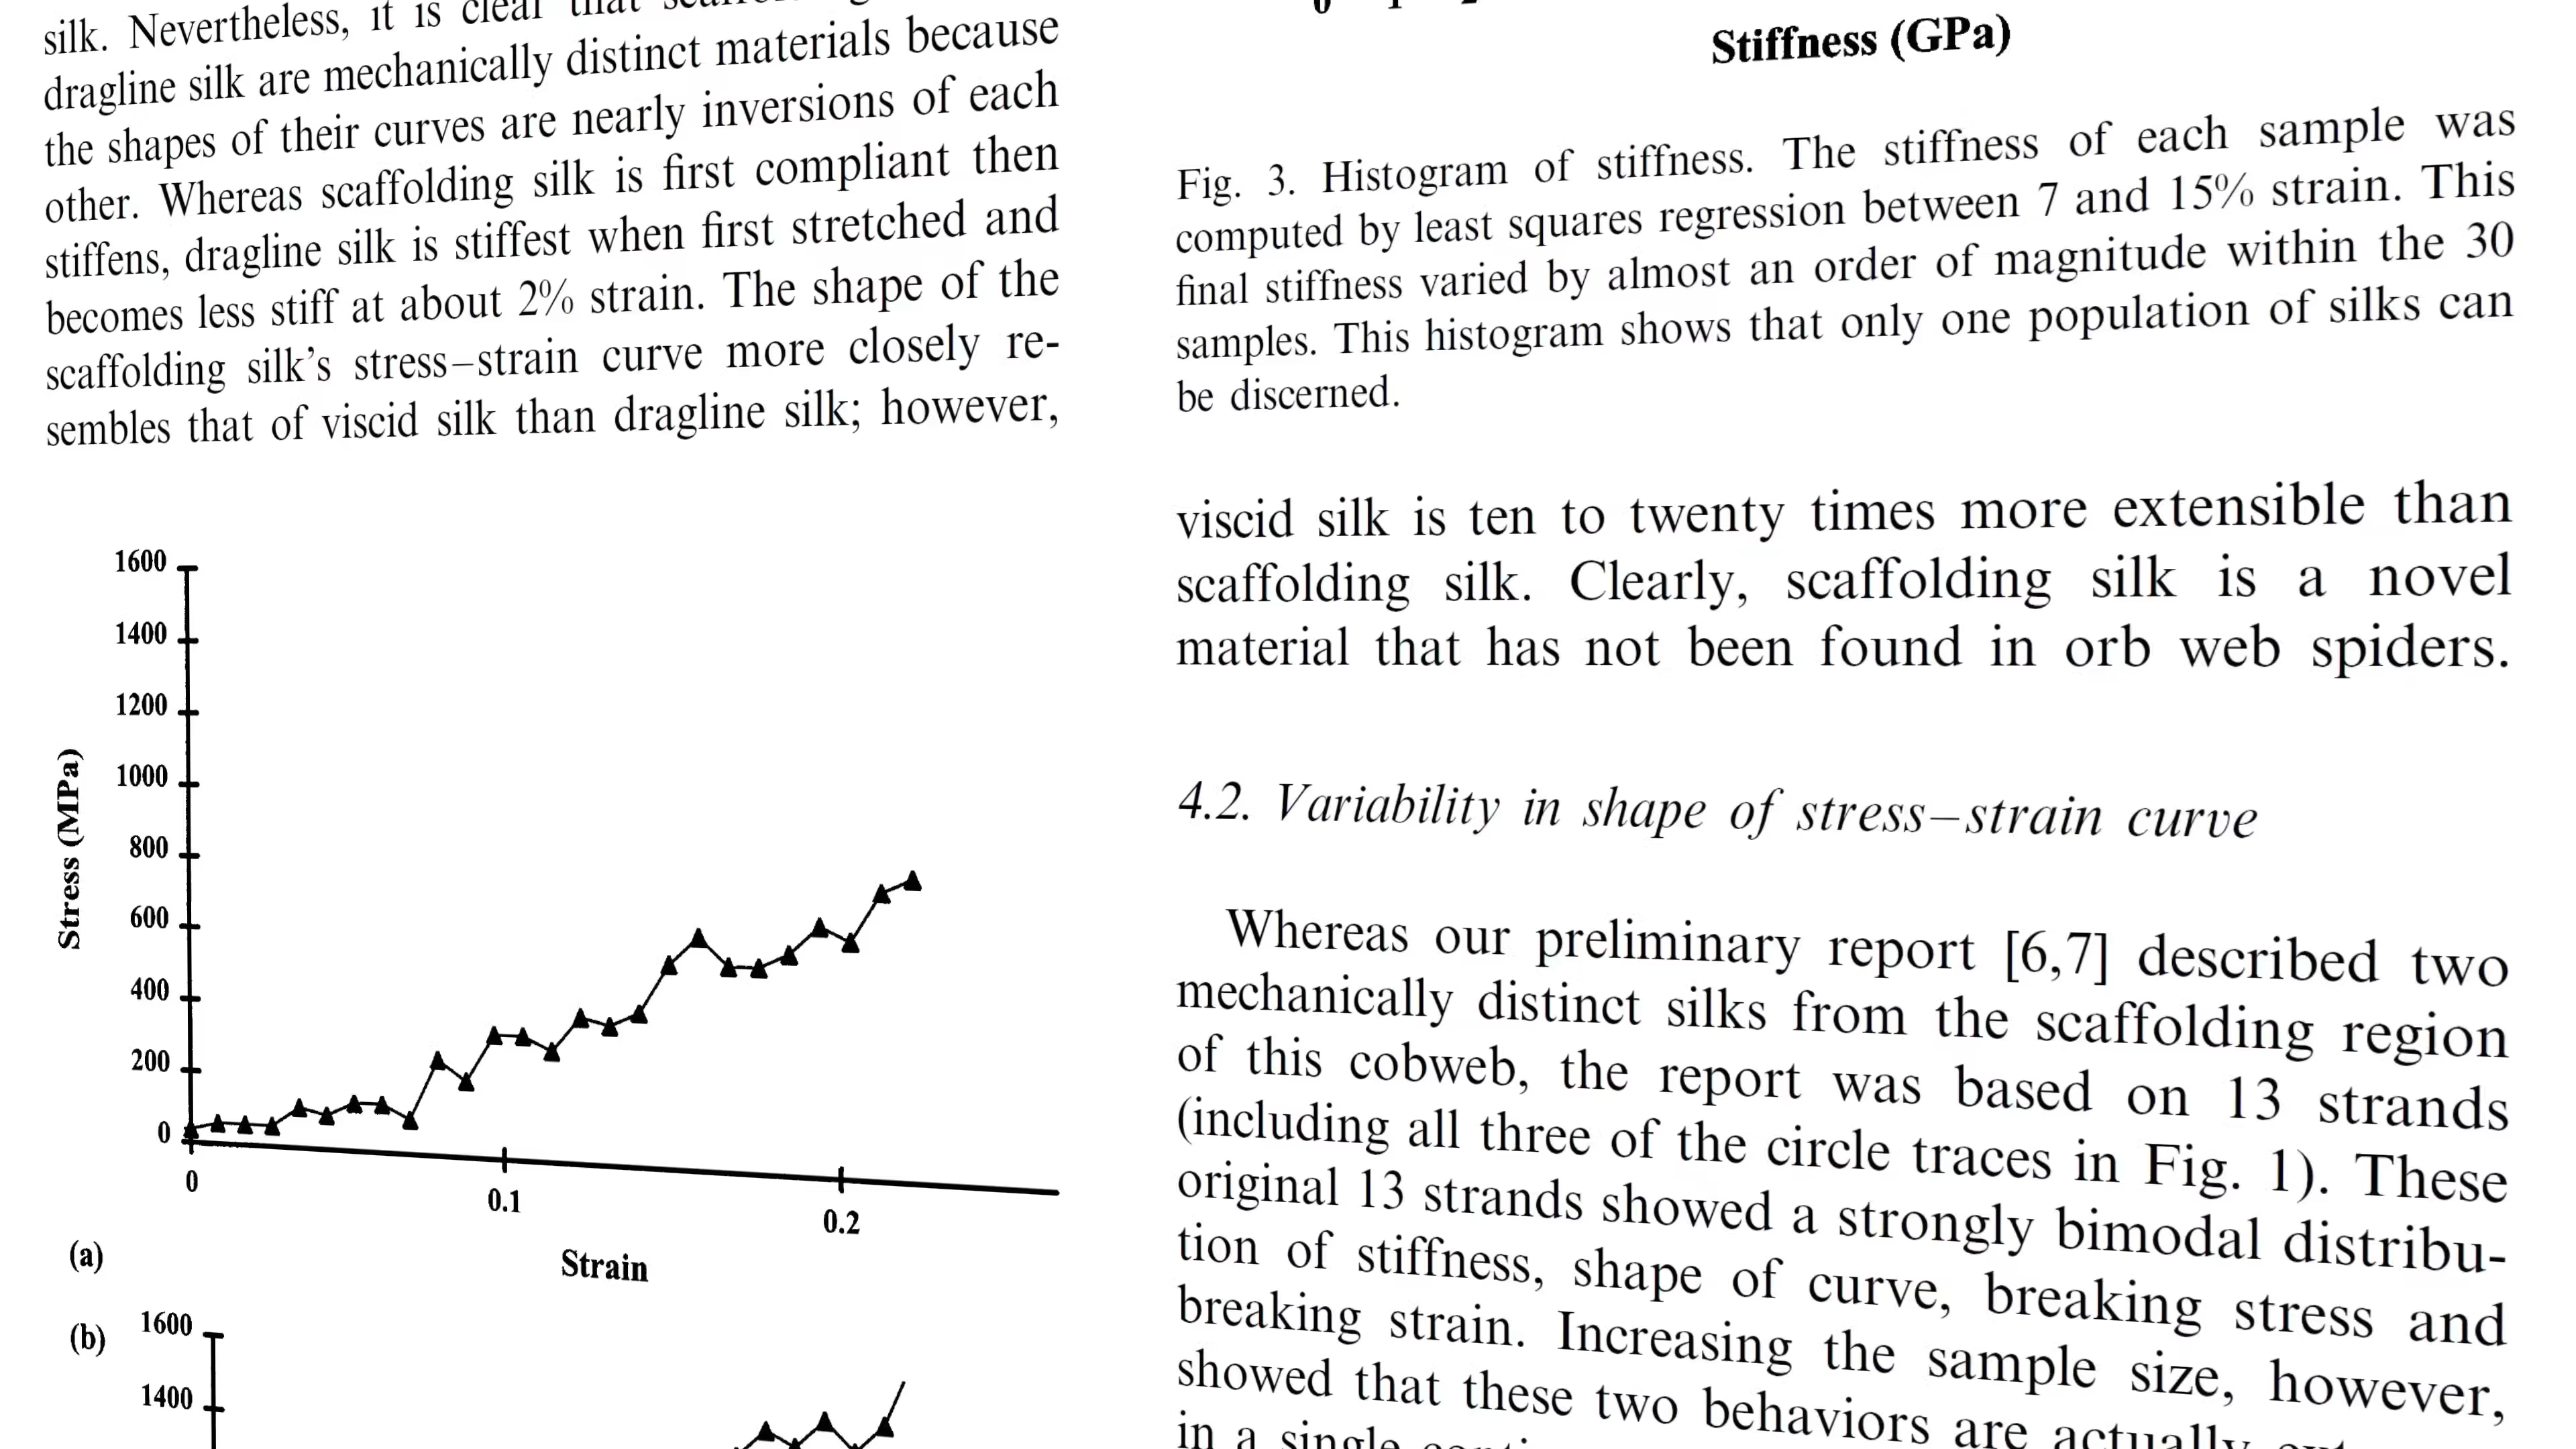 silk. Nevertheless, it is clear that
dragline silk are mechanically distinct materials because
the shapes of their curves are nearly inversions of each
other. Whereas scaffolding silk is first compliant then
stiffens, dragline silk is stiffest when first stretched and
becomes less stiff at about 2% strain. The shape of the
scaffolding silk's stress–strain curve more closely re-
sembles that of viscid silk than dragline silk; however,
1600
1400
1200
1000
800
600
400
200
0
Stress (MPa)
0
0.1
0.2
Strain
(a)
(b)
1600
1400
0 1 2
Stiffness (GPa)
Fig. 3. Histogram of stiffness. The stiffness of each sample was
computed by least squares regression between 7 and 15% strain. This
final stiffness varied by almost an order of magnitude within the 30
samples. This histogram shows that only one population of silks can
be discerned.
viscid silk is ten to twenty times more extensible than
scaffolding silk. Clearly, scaffolding silk is a novel
material that has not been found in orb web spiders.
4.2. Variability in shape of stress–strain curve
Whereas our preliminary report [6,7] described two
mechanically distinct silks from the scaffolding region
of this cobweb, the report was based on 13 strands
(including all three of the circle traces in Fig. 1). These
original 13 strands showed a strongly bimodal distribu-
tion of stiffness, shape of curve, breaking stress and
breaking strain. Increasing the sample size, however,
showed that these two behaviors are actually
in a single